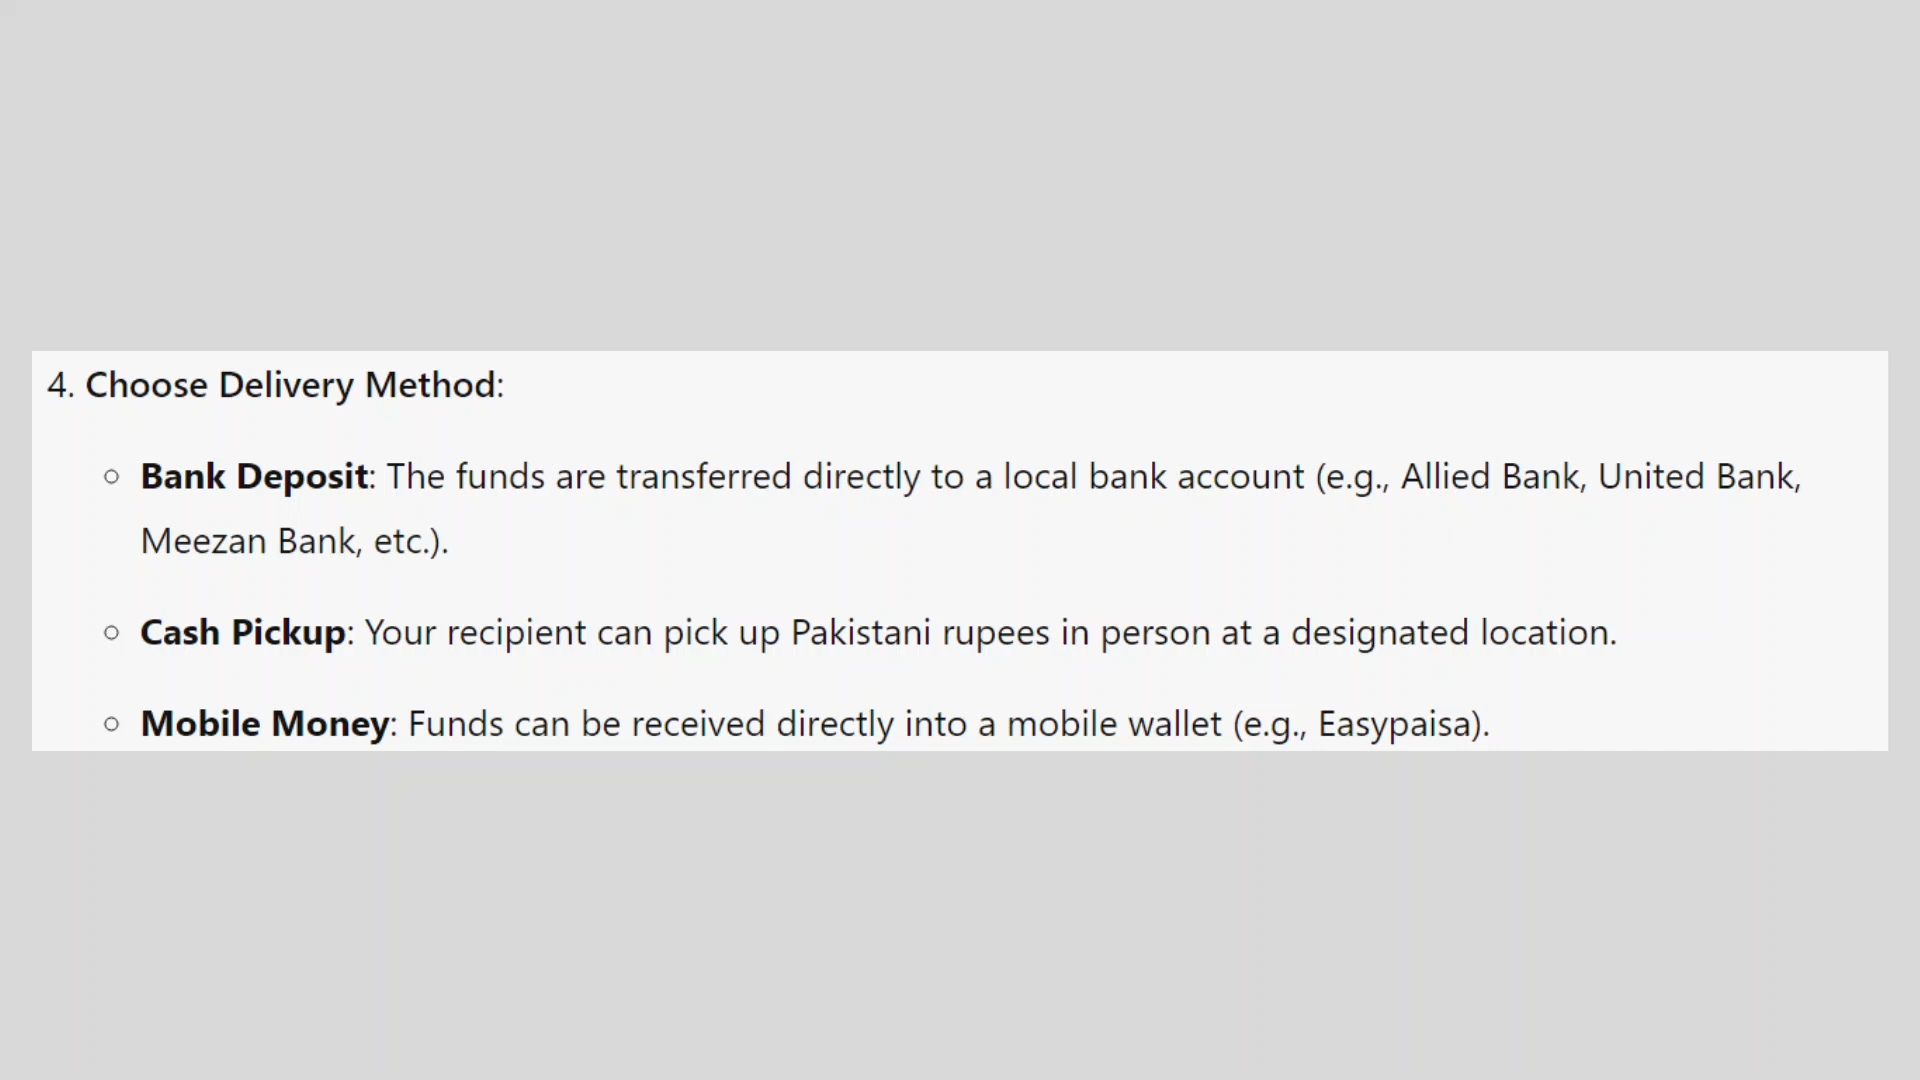 4. Choose Delivery Method:
○ Bank Deposit: The funds are transferred directly to a local bank account (e.g., Allied Bank, United Bank,
Meezan Bank, etc.).
○ Cash Pickup: Your recipient can pick up Pakistani rupees in person at a designated location.
○ Mobile Money: Funds can be received directly into a mobile wallet (e.g., Easypaisa).